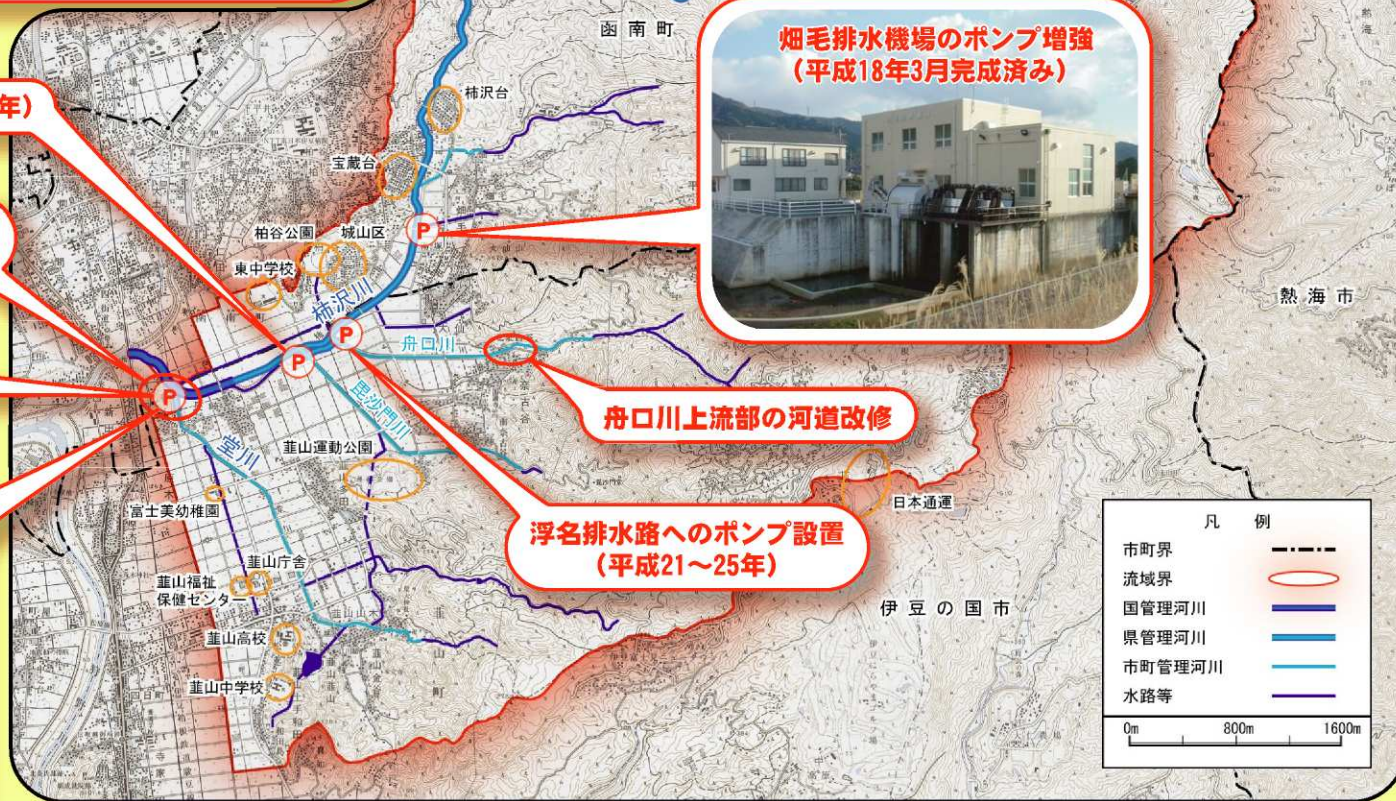 函南町
畑毛排水機場のポンプ増強
（平成18年3月完成済み）
年）
柿沢台
宝蔵台
柏谷公園
城山区
東中学校
柿沢川
P
P
P
P
舟口川
熱海市
毘沙門川
舟口川上流部の河道改修
堂川
韮山運動公園
日本通運
富士美幼稚園
浮名排水路へのポンプ設置
（平成21～25年）
韮山庁舎
韮山福祉
保健センター
伊豆の国市
韮山高校
韮山中学校
凡　例
市町界
流域界
国管理河川
県管理河川
市町管理河川
水路等
0m 800m 1600m